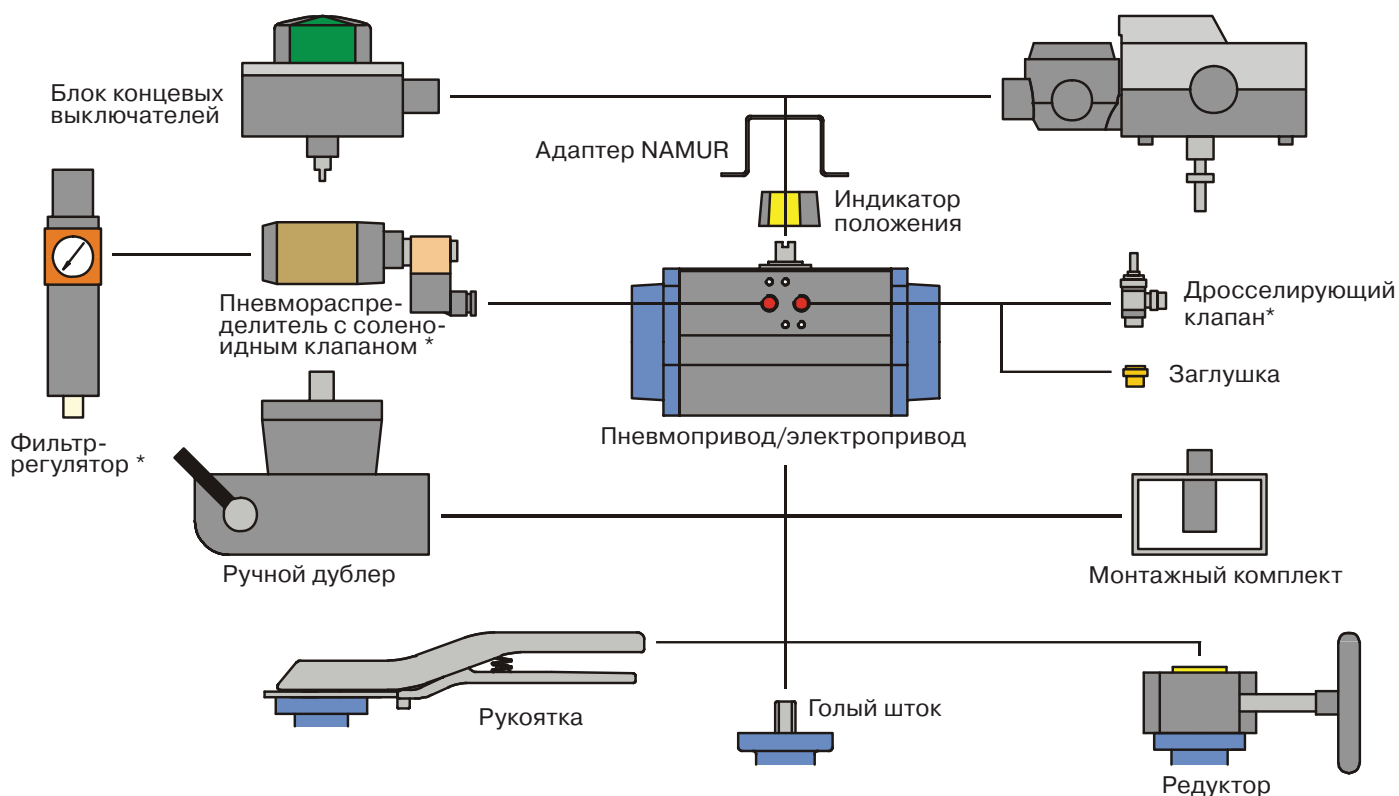 Блок концевых
выключателей
Адаптер NAMUR
Индикатор
положения
Пневмораспре-
делитель с солено-
идным клапаном *
Дросселирующий
клапан*
Заглушка
Фильтр-
регулятор *
Пневмопривод/электропривод
Ручной дублер
Монтажный комплект
Рукоятка
Голый шток
Редуктор